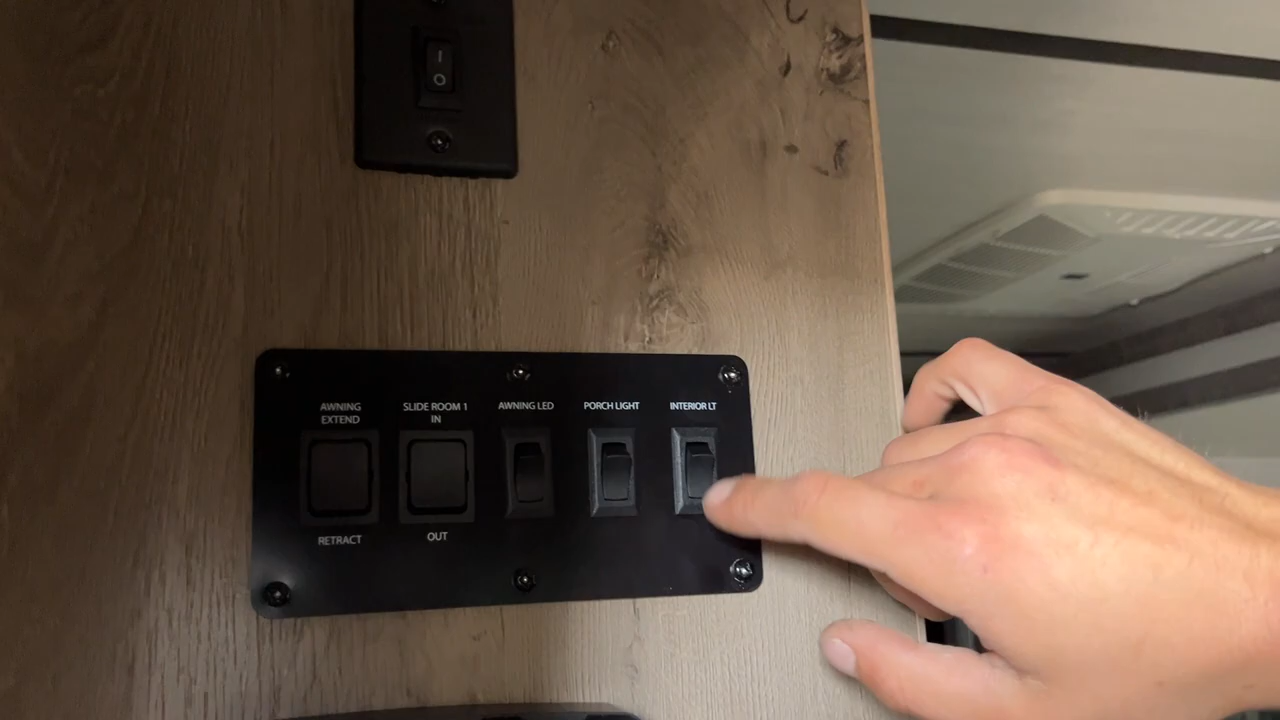 I
O
AWNING
EXTEND
SLIDE ROOM 1
IN
AWNING LED
PORCH LIGHT
INTERIOR LT
RETRACT
OUT